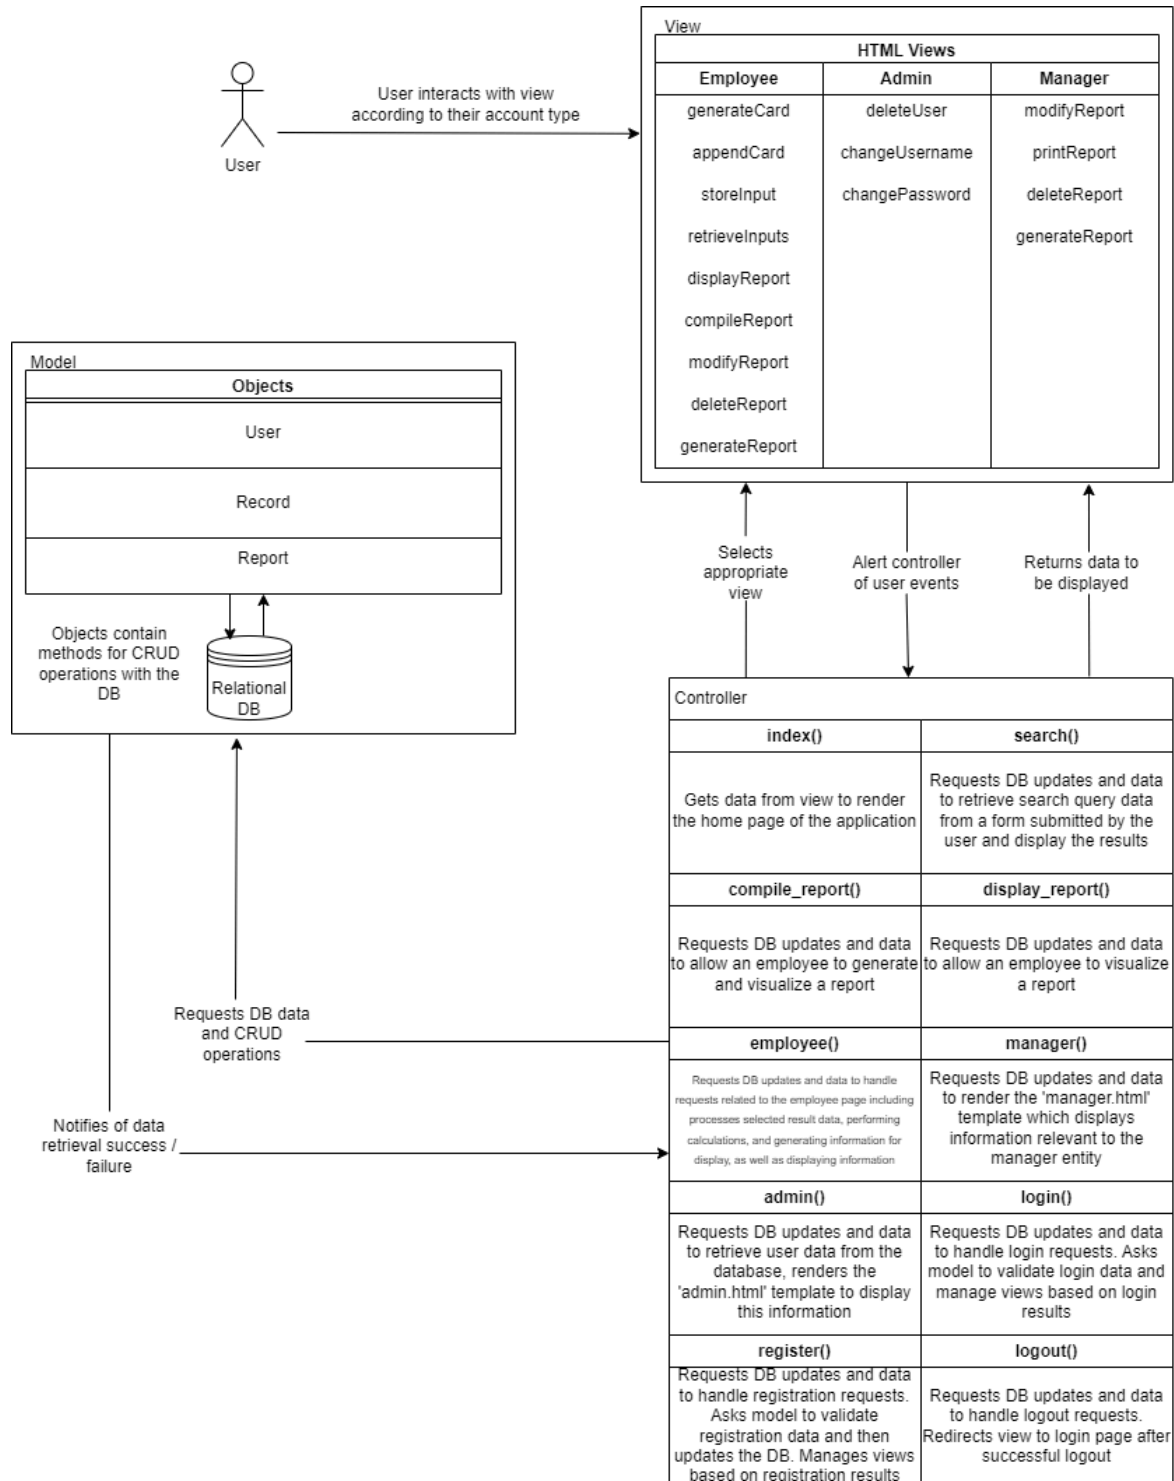 View
HTML Views
Employee
Admin
Manager
generateCard
deleteUser
modifyReport
appendCard
changeUsername
printReport
storeInput
changePassword
deleteReport
retrieveInputs
generateReport
displayReport
compileReport
modifyReport
deleteReport
generateReport
User interacts with view
according to their account type
User
Model
Objects
User
Record
Report
Objects contain
methods for CRUD
operations with the
DB
Relational
DB
Selects
appropriate
view
Alert controller
of user events
Returns data to
be displayed
Controller
index()
search()
Gets data from view to render
the home page of the application
Requests DB updates and data
to retrieve search query data
from a form submitted by the
user and display the results
compile_report()
display_report()
Requests DB updates and data
to allow an employee to generate
and visualize a report
Requests DB updates and data
to allow an employee to visualize
a report
Requests DB data
and CRUD
operations
employee()
manager()
Requests DB updates and data to handle
requests related to the employee page including
processes selected result data, performing
calculations, and generating information for
display, as well as displaying information
Requests DB updates and data
to render the 'manager.html'
template which displays
information relevant to the
manager entity
Notifies of data
retrieval success /
failure
admin()
login()
Requests DB updates and data
to retrieve user data from the
database, renders the
'admin.html' template to display
this information
Requests DB updates and data
to handle login requests. Asks
model to validate login data and
manage views based on login
results
register()
logout()
Requests DB updates and data
to handle registration requests.
Asks model to validate
registration data and then
updates the DB. Manages views
based on registration results
Requests DB updates and data
to handle logout requests.
Redirects view to login page after
successful logout